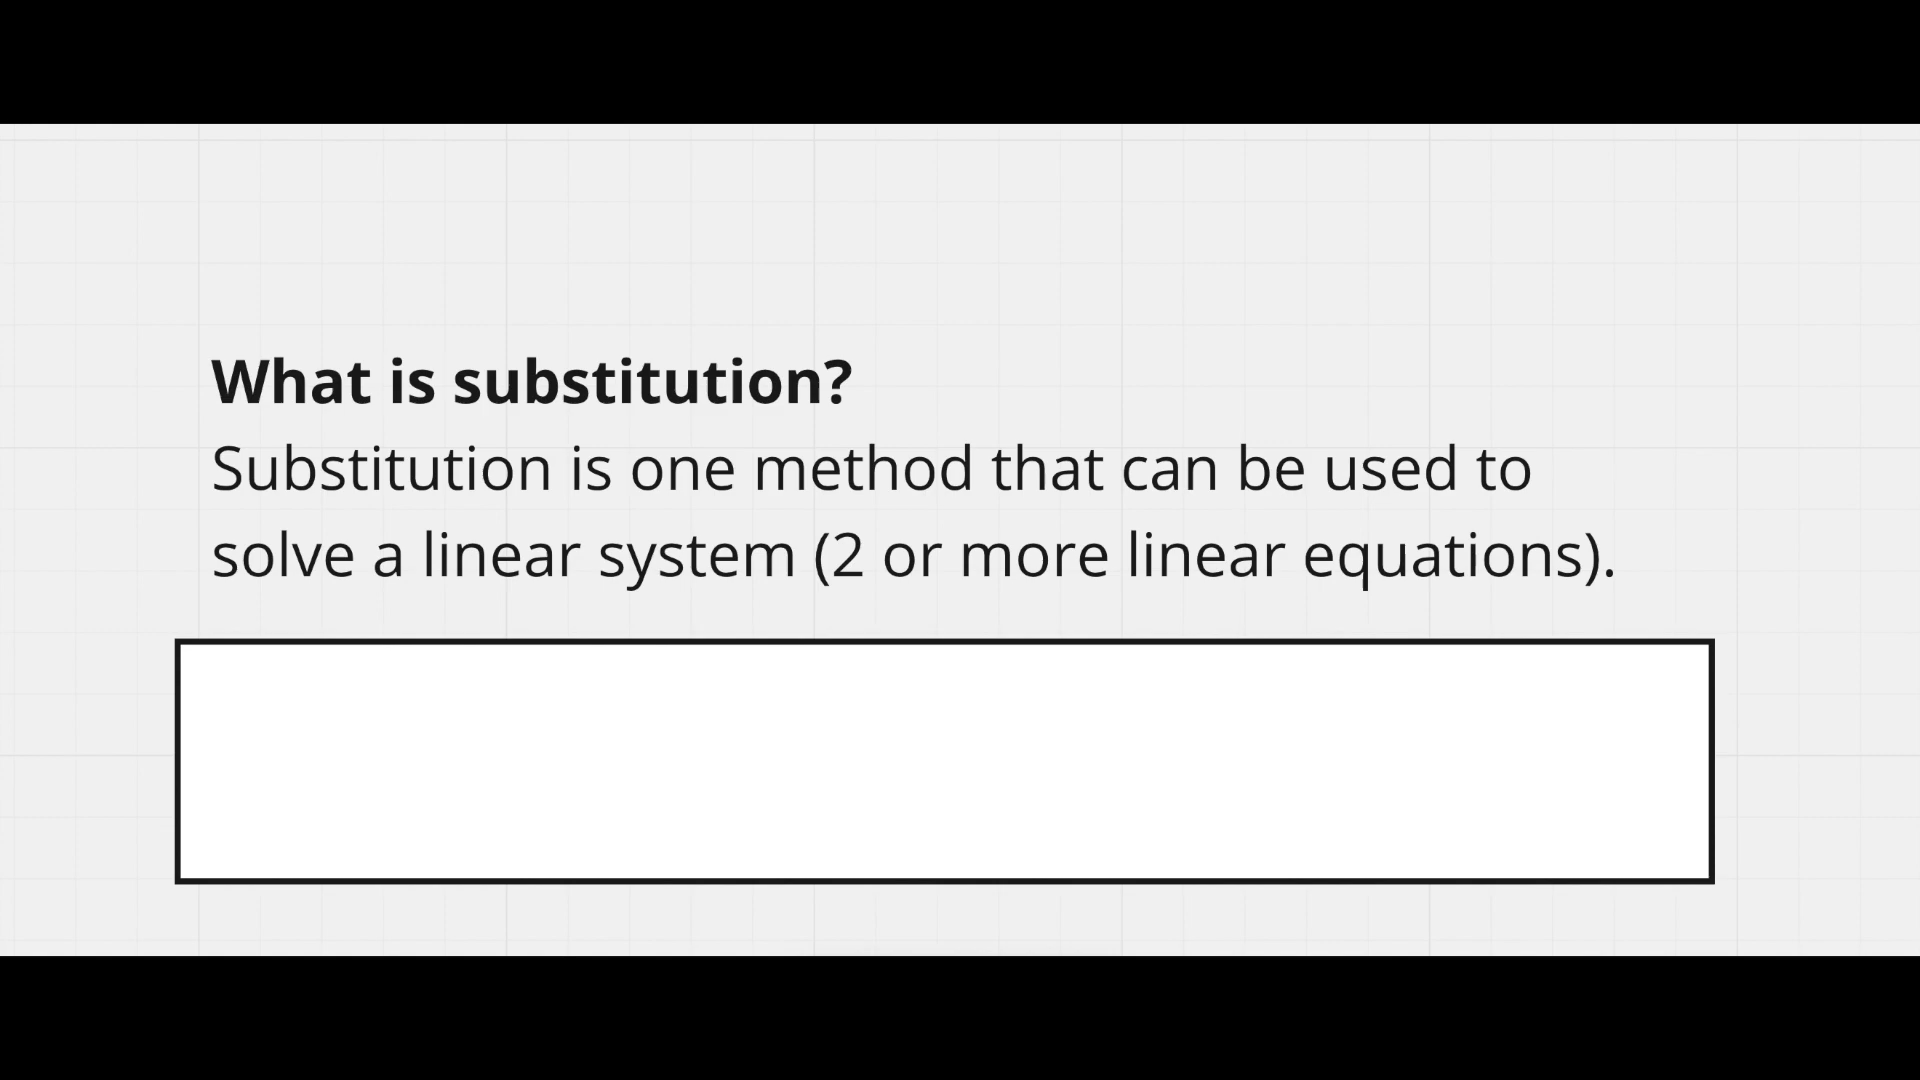 What is substitution?
Substitution is one method that can be used to
solve a linear system (2 or more linear equations).